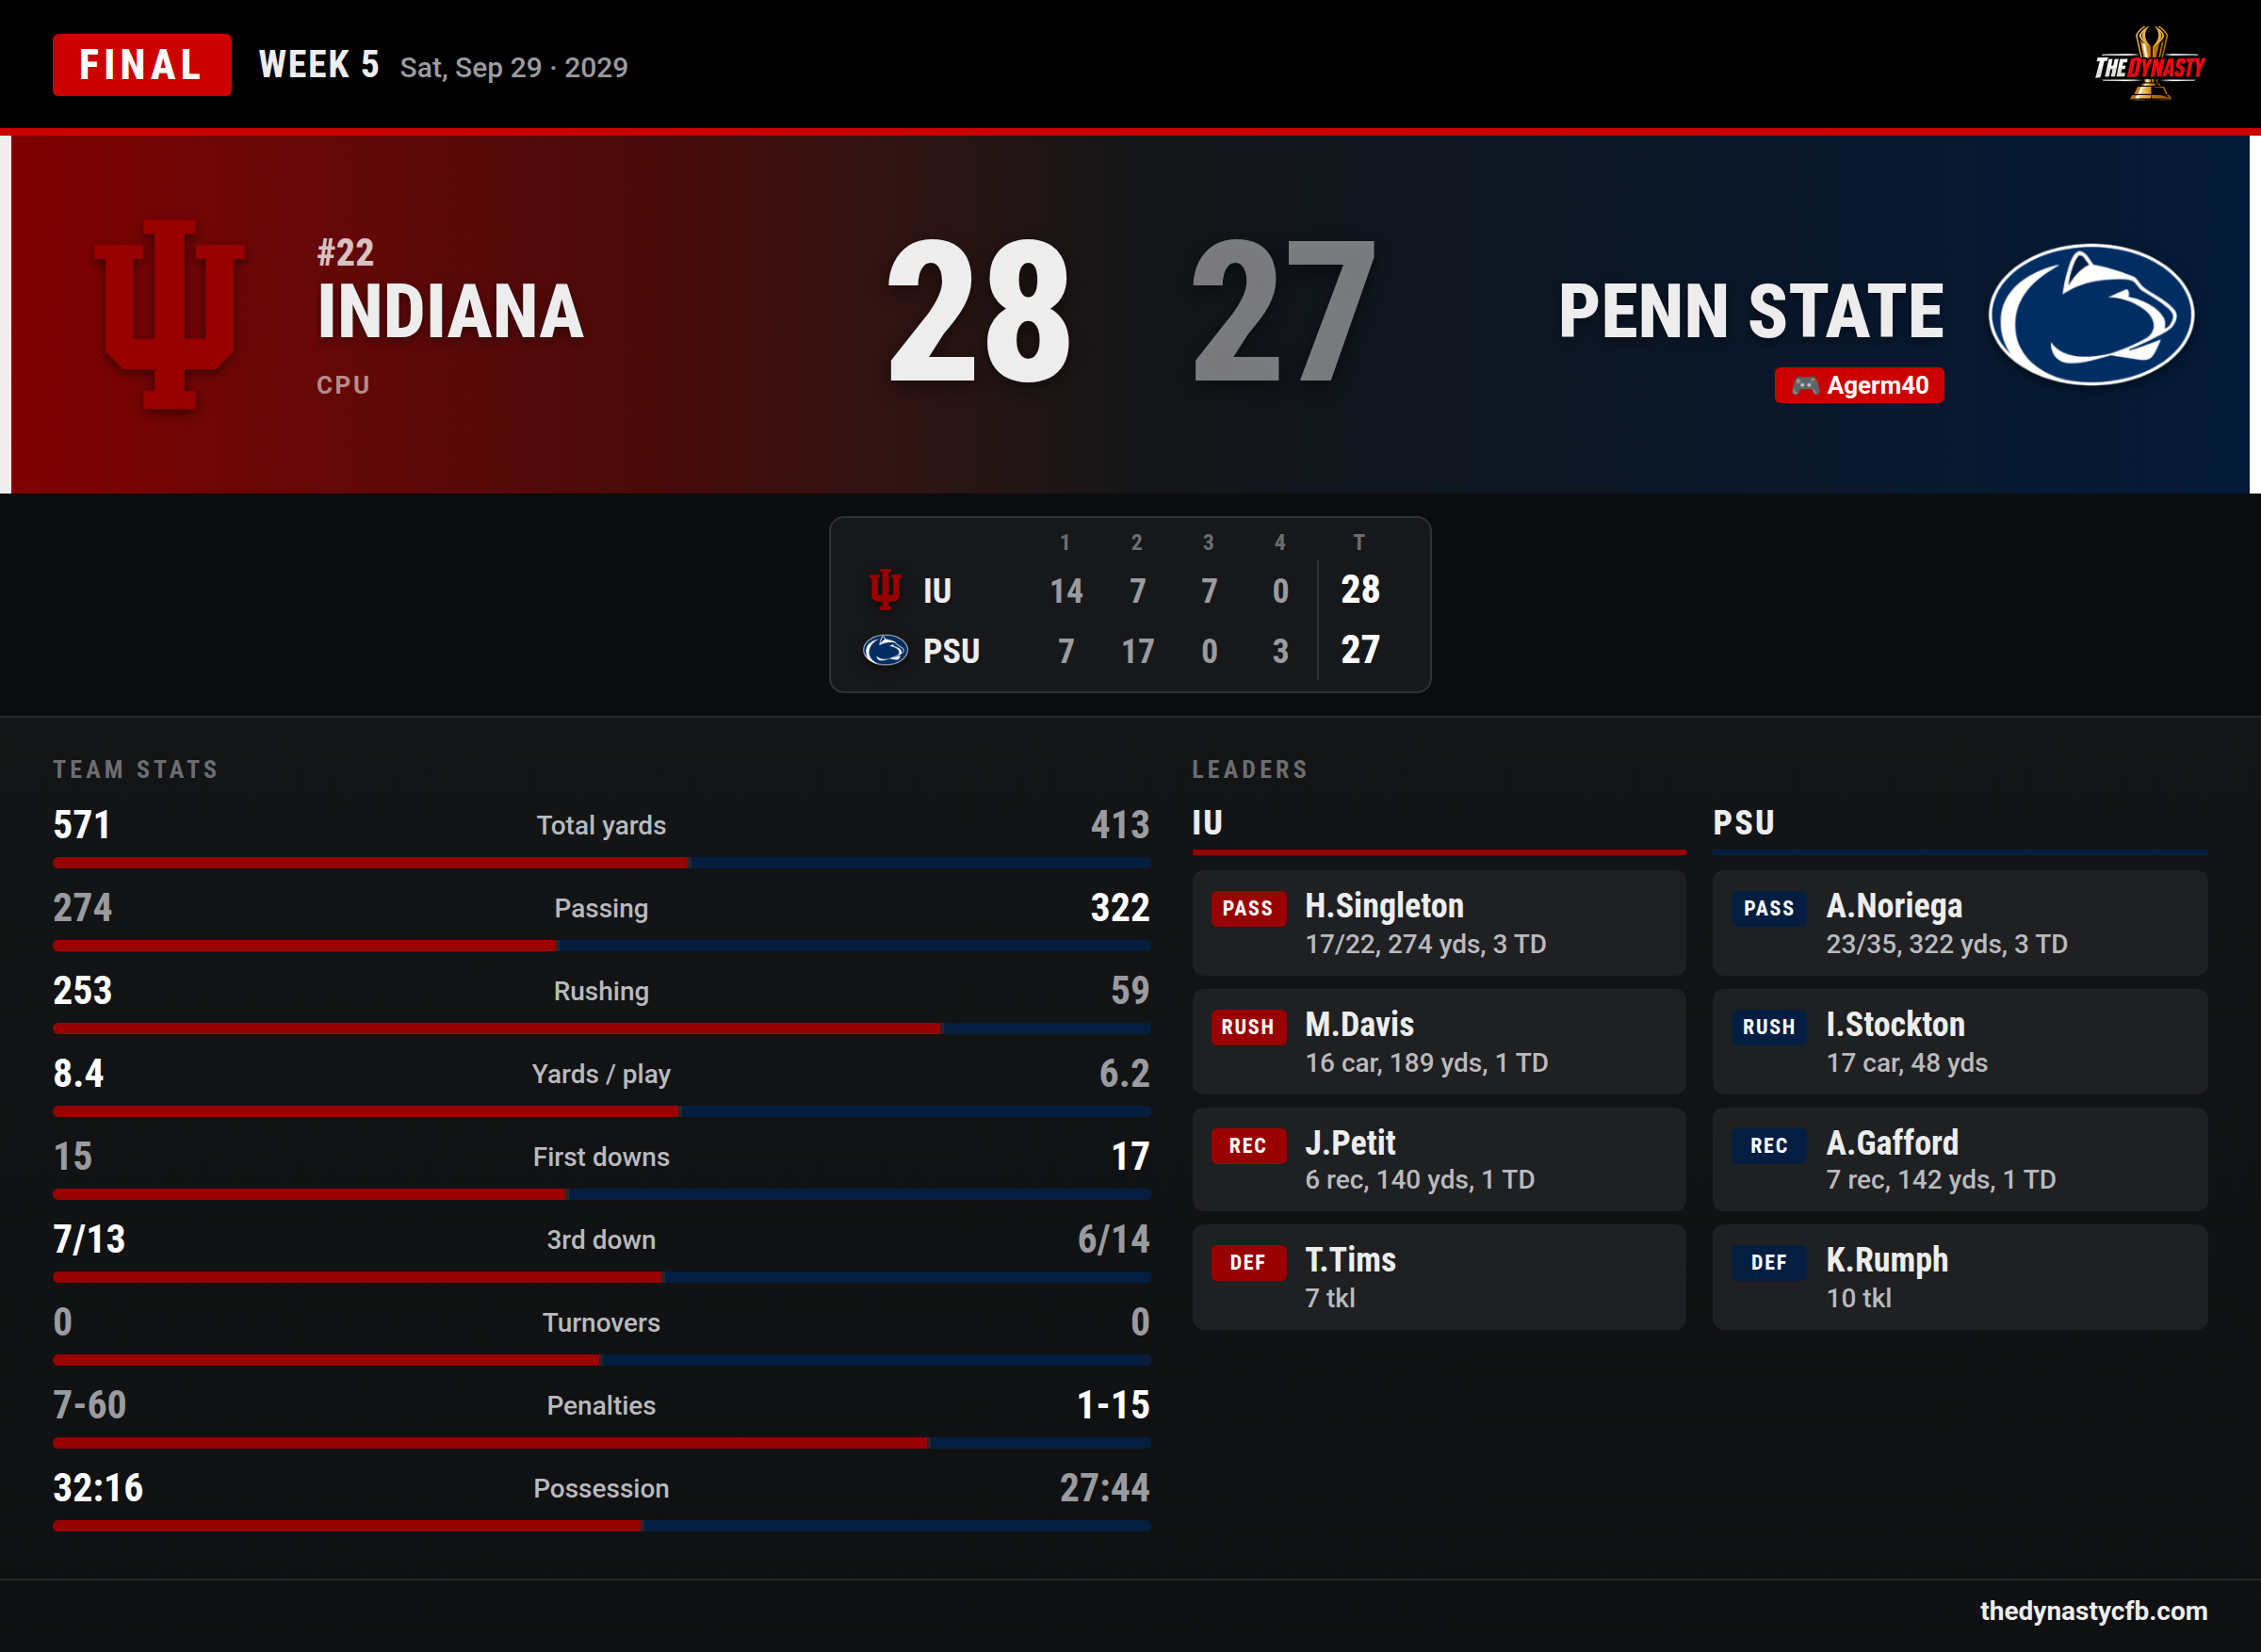 FINAL WEEK 5 Sat, Sep 29 · 2029
THE DYNASTY
#22
INDIANA
CPU
28 27
PENN STATE
🎮 Agerm40
1 2 3 4 T
IU 14 7 7 0 28
PSU 7 17 0 3 27
TEAM STATS
571 Total yards 413
274 Passing 322
253 Rushing 59
8.4 Yards / play 6.2
15 First downs 17
7/13 3rd down 6/14
0 Turnovers 0
7-60 Penalties 1-15
32:16 Possession 27:44
LEADERS
IU
PASS H.Singleton
17/22, 274 yds, 3 TD
RUSH M.Davis
16 car, 189 yds, 1 TD
REC J.Petit
6 rec, 140 yds, 1 TD
DEF T.Tims
7 tkl
PSU
PASS A.Noriega
23/35, 322 yds, 3 TD
RUSH I.Stockton
17 car, 48 yds
REC A.Gafford
7 rec, 142 yds, 1 TD
DEF K.Rumph
10 tkl
thedynastycfb.com